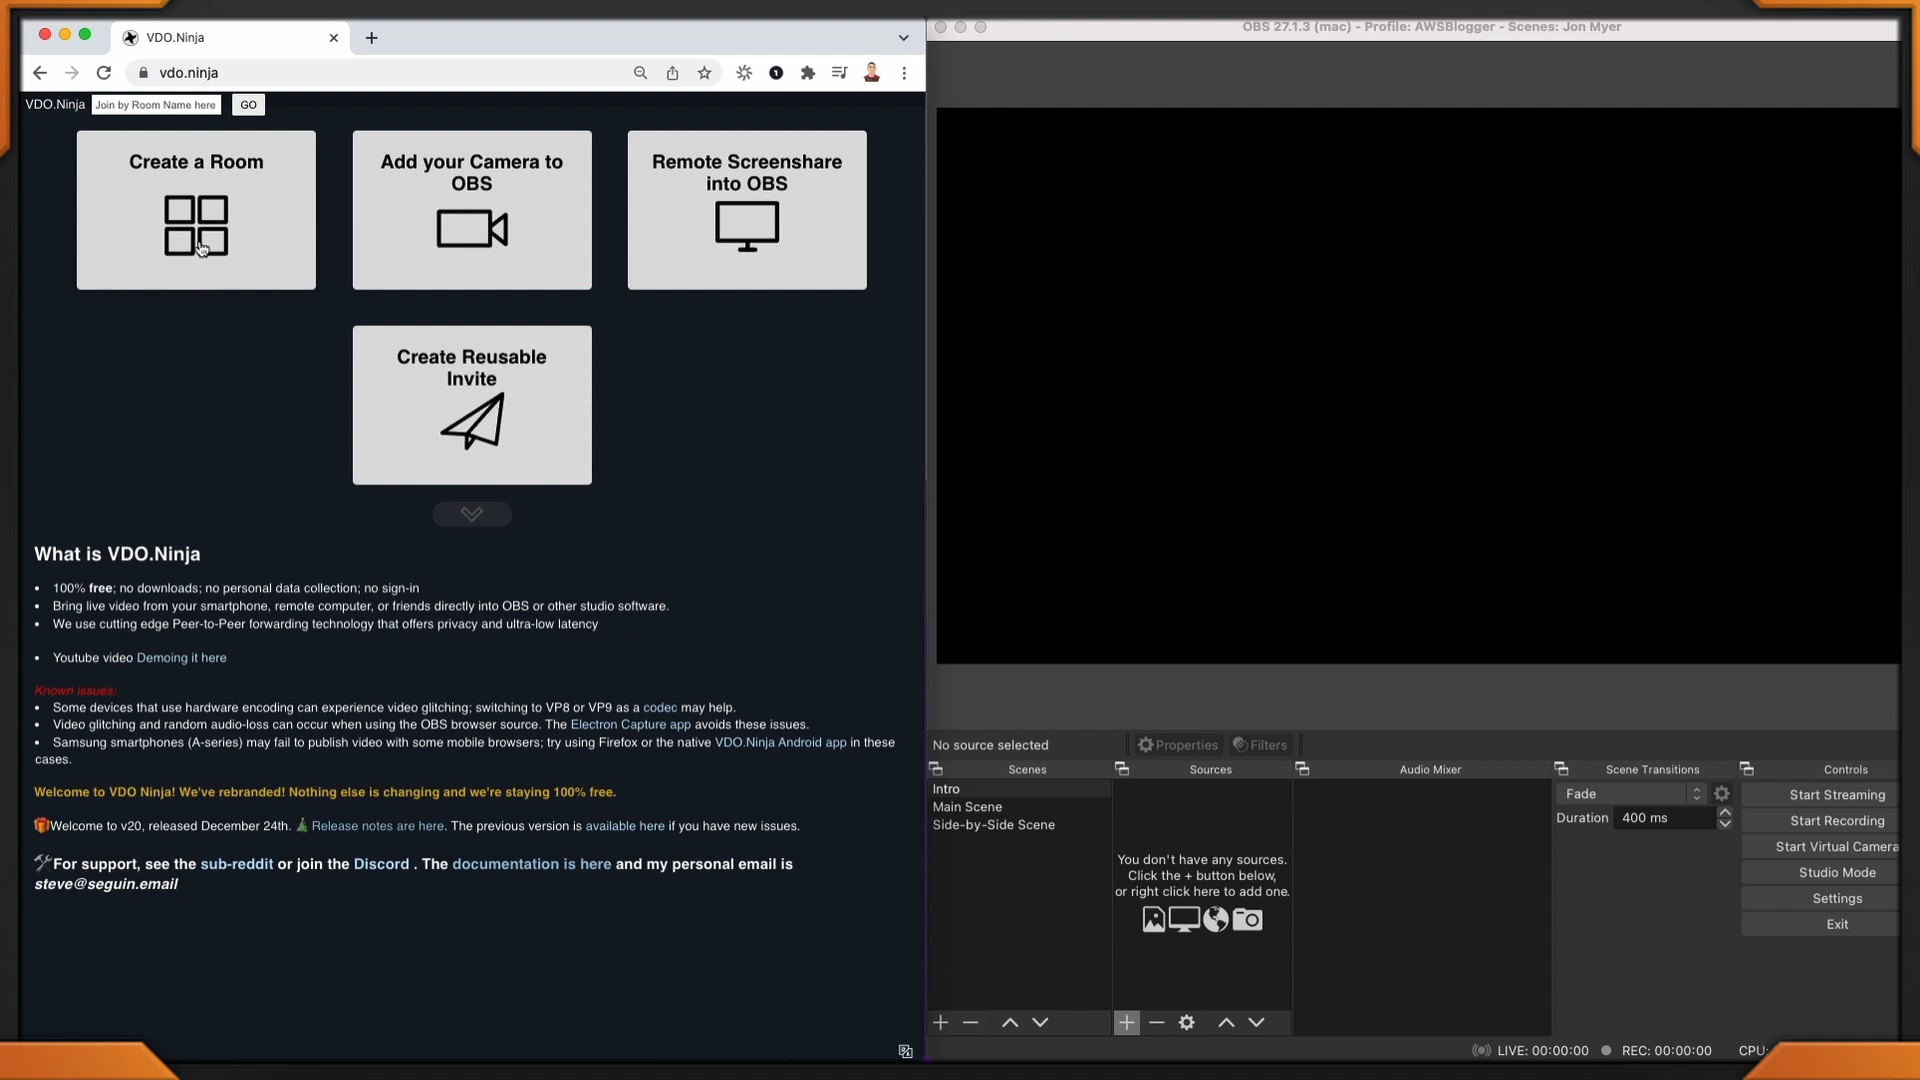 VDO.Ninja
vdo.ninja
VDO.Ninja Join by Room Name here GO
Create a Room
Add your Camera to
OBS
Remote Screenshare
into OBS
Create Reusable
Invite
What is VDO.Ninja
• 100% free; no downloads; no personal data collection; no sign-in
• Bring live video from your smartphone, remote computer, or friends directly into OBS or other studio software.
• We use cutting edge Peer-to-Peer forwarding technology that offers privacy and ultra-low latency
• Youtube video Demoing it here
Known issues:
• Some devices that use hardware encoding can experience video glitching; switching to VP8 or VP9 as a codec may help.
• Video glitching and random audio-loss can occur when using the OBS browser source. The Electron Capture app avoids these issues.
• Samsung smartphones (A-series) may fail to publish video with some mobile browsers; try using Firefox or the native VDO.Ninja Android app in these
cases.
Welcome to VDO Ninja! We've rebranded! Nothing else is changing and we're staying 100% free.
Welcome to v20, released December 24th. Release notes are here. The previous version is available here if you have new issues.
For support, see the sub-reddit or join the Discord . The documentation is here and my personal email is
steve@seguin.email
OBS 27.1.3 (mac) - Profile: AWSBlogger - Scenes: Jon Myer
No source selected Properties Filters
Scenes
Intro
Main Scene
Side-by-Side Scene
Sources
You don't have any sources.
Click the + button below,
or right click here to add one.
Audio Mixer
Scene Transitions
Fade
Duration 400 ms
Controls
Start Streaming
Start Recording
Start Virtual Camera
Studio Mode
Settings
Exit
LIVE: 00:00:00 REC: 00:00:00 CPU: